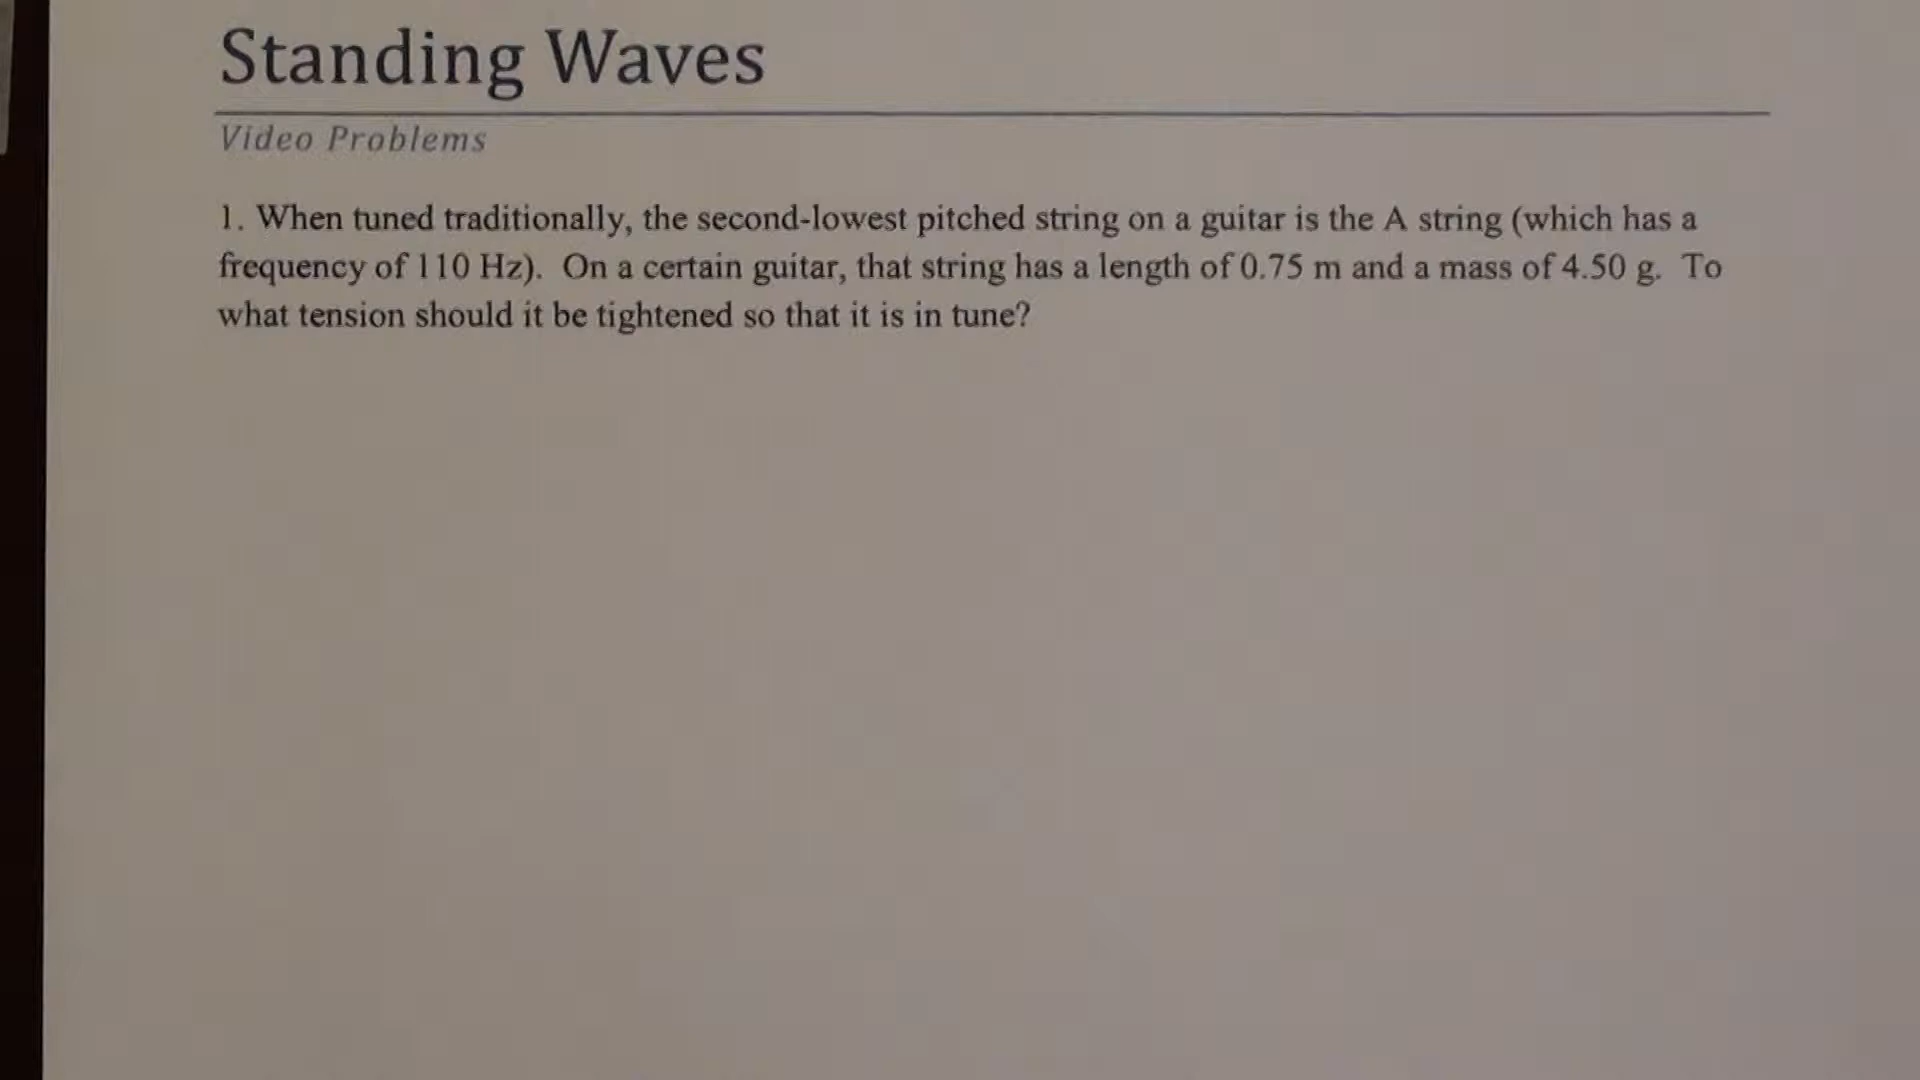 Standing Waves
Video Problems
1. When tuned traditionally, the second-lowest pitched string on a guitar is the A string (which has a
frequency of 110 Hz).  On a certain guitar, that string has a length of 0.75 m and a mass of 4.50 g.  To
what tension should it be tightened so that it is in tune?